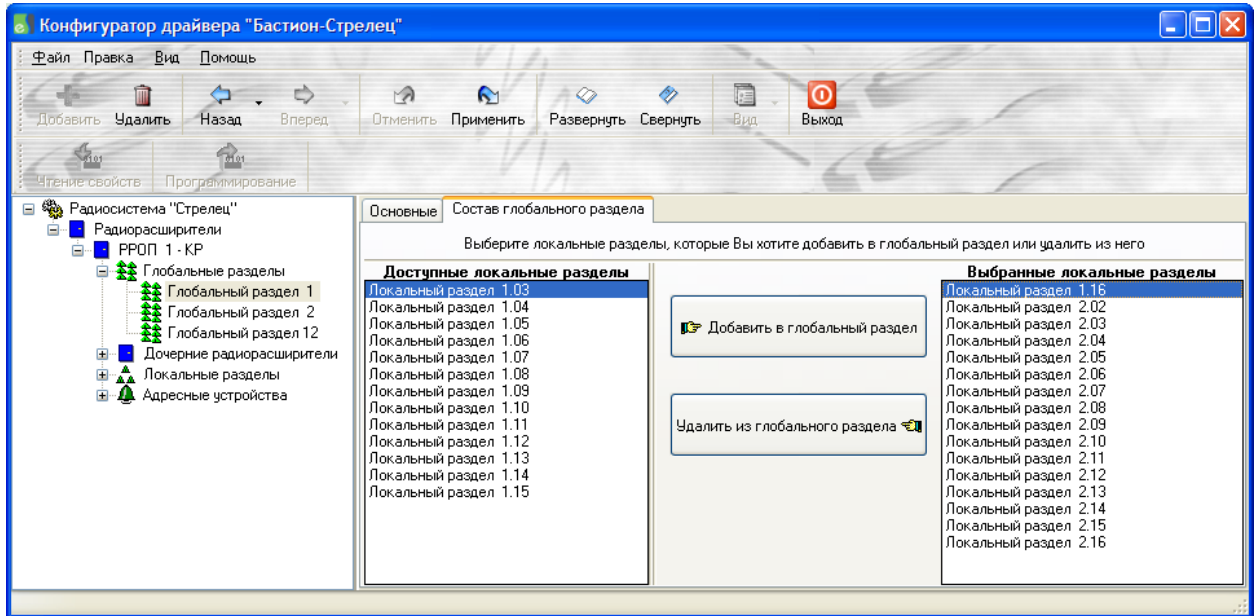 Конфигуратор драйвера "Бастион-Стрелец"
Файл Правка Вид Помощь
Добавить Удалить Назад Вперед Отменить Применить Развернуть Свернуть Вид Выход
Чтение свойств Программирование
Радиосистема "Стрелец"
Радиорасширители
РРОП 1 - КР
Глобальные разделы
Глобальный раздел 1
Глобальный раздел 2
Глобальный раздел 12
Дочерние радиорасширители
Локальные разделы
Адресные устройства
Основные Состав глобального раздела
Выберите локальные разделы, которые Вы хотите добавить в глобальный раздел или удалить из него
Доступные локальные разделы
Локальный раздел 1.03
Локальный раздел 1.04
Локальный раздел 1.05
Локальный раздел 1.06
Локальный раздел 1.07
Локальный раздел 1.08
Локальный раздел 1.09
Локальный раздел 1.10
Локальный раздел 1.11
Локальный раздел 1.12
Локальный раздел 1.13
Локальный раздел 1.14
Локальный раздел 1.15
Добавить в глобальный раздел
Удалить из глобального раздела
Выбранные локальные разделы
Локальный раздел 1.16
Локальный раздел 2.02
Локальный раздел 2.03
Локальный раздел 2.04
Локальный раздел 2.05
Локальный раздел 2.06
Локальный раздел 2.07
Локальный раздел 2.08
Локальный раздел 2.09
Локальный раздел 2.10
Локальный раздел 2.11
Локальный раздел 2.12
Локальный раздел 2.13
Локальный раздел 2.14
Локальный раздел 2.15
Локальный раздел 2.16